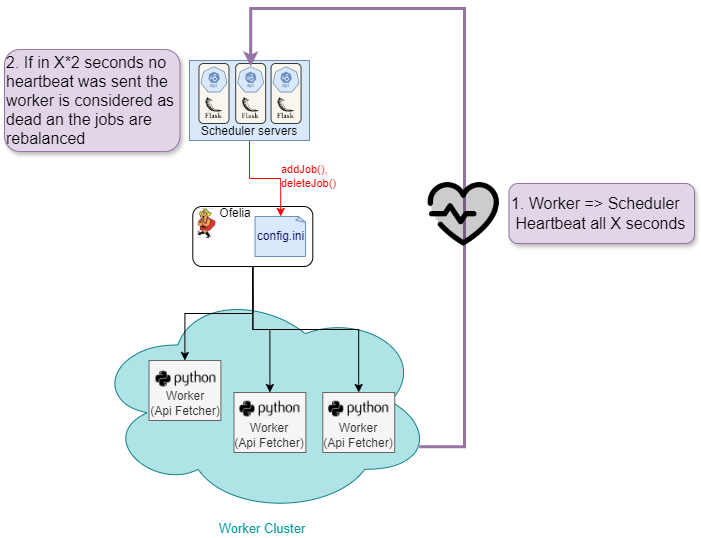 2. If in X*2 seconds no
heartbeat was sent the
worker is considered as
dead an the jobs are
rebalanced
api
api
api
Flask
Flask
Flask
Scheduler servers
addJob(),
deleteJob()
Ofelia
config.ini
1. Worker => Scheduler
Heartbeat all X seconds
python
Worker
(Api Fetcher)
python
Worker
(Api Fetcher)
python
Worker
(Api Fetcher)
Worker Cluster